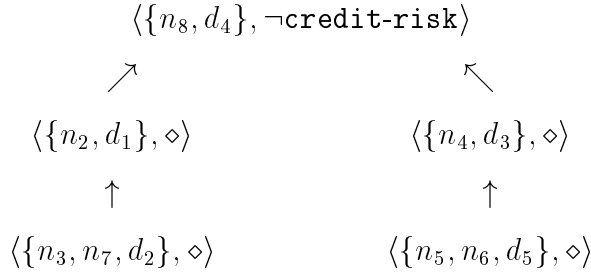 ⟨{n₈, d₄}, ¬credit-risk⟩
⟨{n₂, d₁}, ⋄⟩ ⟨{n₄, d₃}, ⋄⟩
⟨{n₃, n₇, d₂}, ⋄⟩ ⟨{n₅, n₆, d₅}, ⋄⟩